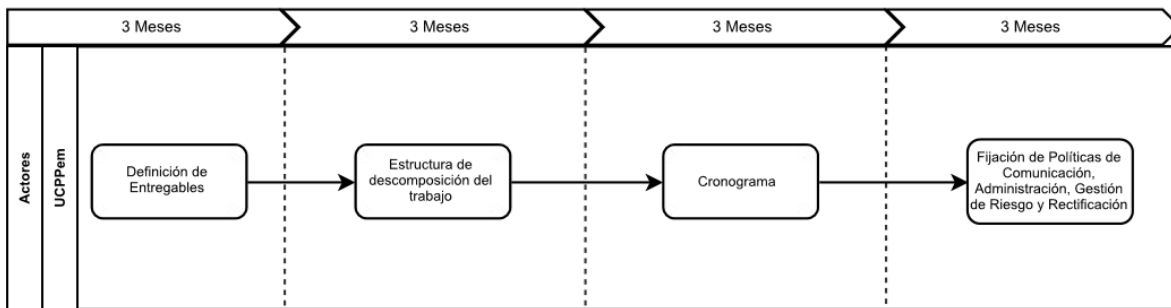 3 Meses
3 Meses
3 Meses
3 Meses
Actores
UCPPem
Definición de
Entregables
Estructura de
descomposición del
trabajo
Cronograma
Fijación de Políticas de
Comunicación,
Administración, Gestión
de Riesgo y Rectificación